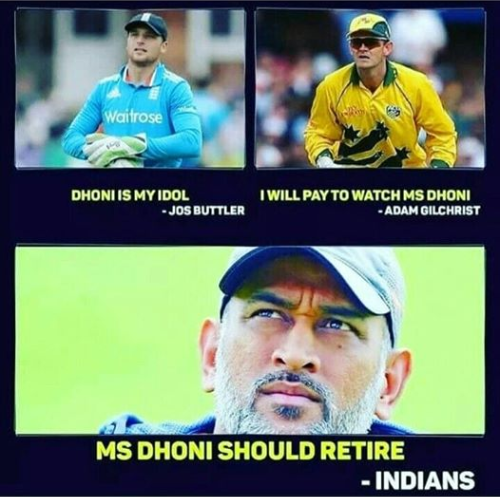 Waitrose
DHONI IS MY IDOL
- JOS BUTTLER
I WILL PAY TO WATCH MS DHONI
- ADAM GILCHRIST
MS DHONI SHOULD RETIRE
- INDIANS